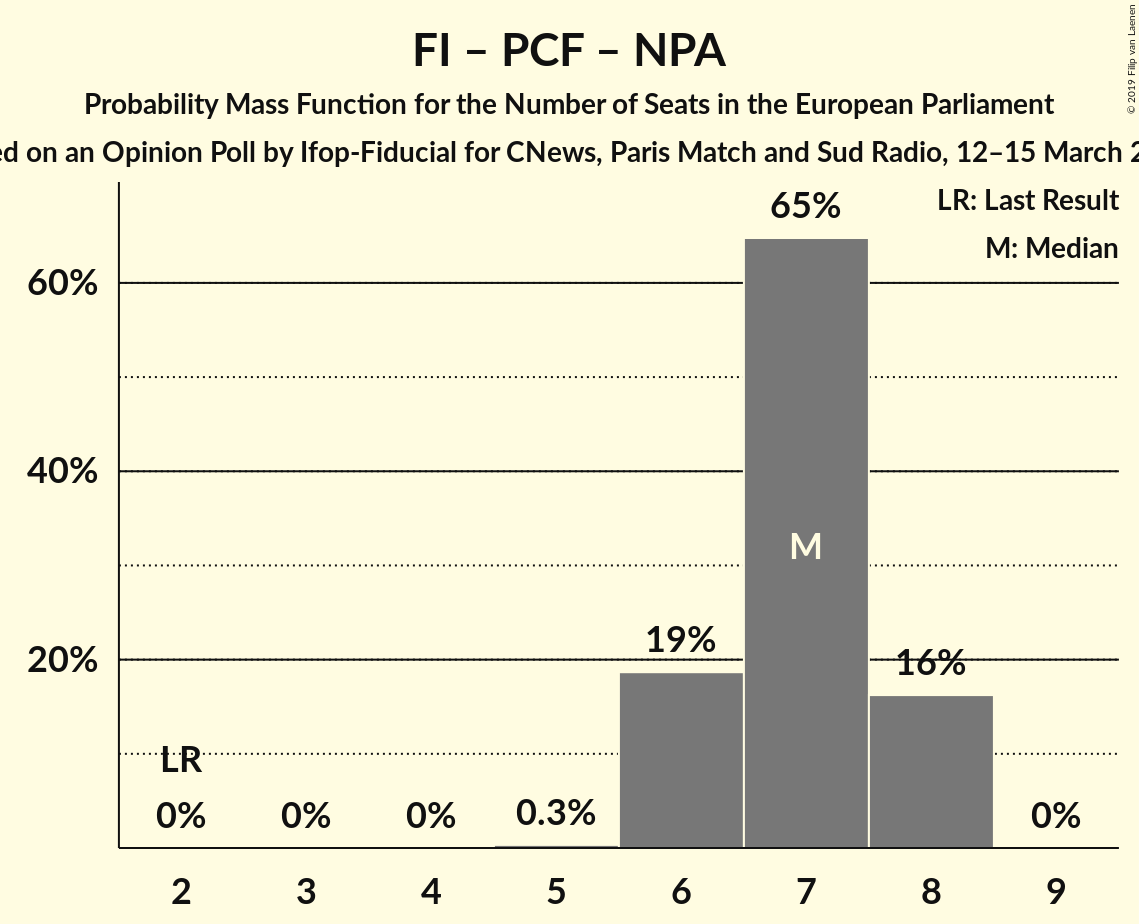 FI – PCF – NPA
Probability Mass Function for the Number of Seats in the European Parliament
on an Opinion Poll by Ifop-Fiducial for CNews, Paris Match and Sud Radio, 12–15 March
© 2019 Filip van Laenen
LR: Last Result
M: Median
65%
60%
40%
M
19%
20%
16%
LR
0% 0% 0% 0.3% 0%
2 3 4 5 6 7 8 9